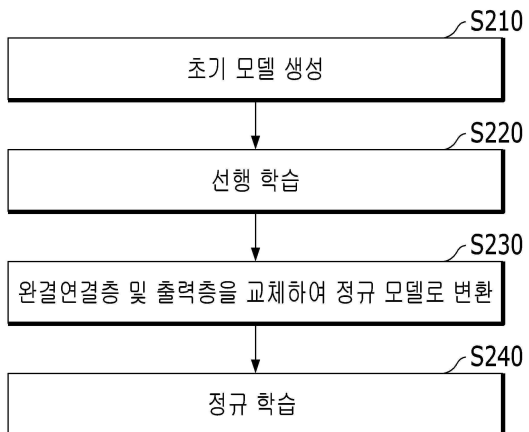 S210
초기 모델 생성
S220
선행 학습
S230
완결연결층 및 출력층을 교체하여 정규 모델로 변환
S240
정규 학습